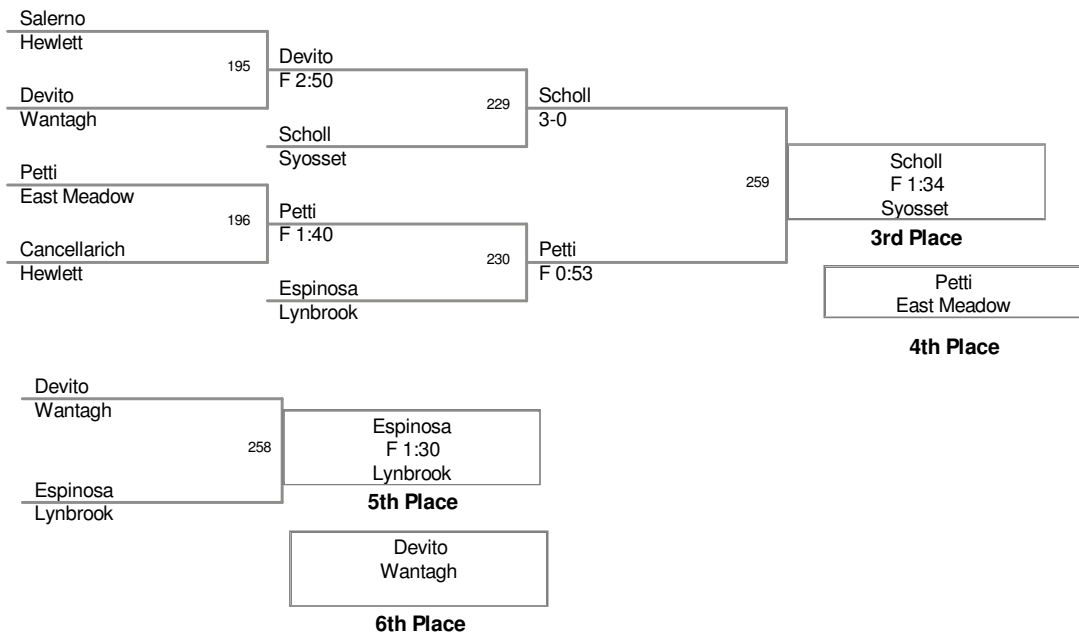 Salerno
Hewlett
195
Devito
Wantagh
Devito
F 2:50
229
Scholl
Syosset
Scholl
3-0
Petti
East Meadow
196
Cancellarich
Hewlett
Petti
F 1:40
230
Espinosa
Lynbrook
Petti
F 0:53
259
Scholl
F 1:34
Syosset
3rd Place
Petti
East Meadow
4th Place
Devito
Wantagh
258
Espinosa
Lynbrook
Espinosa
F 1:30
Lynbrook
5th Place
Devito
Wantagh
6th Place